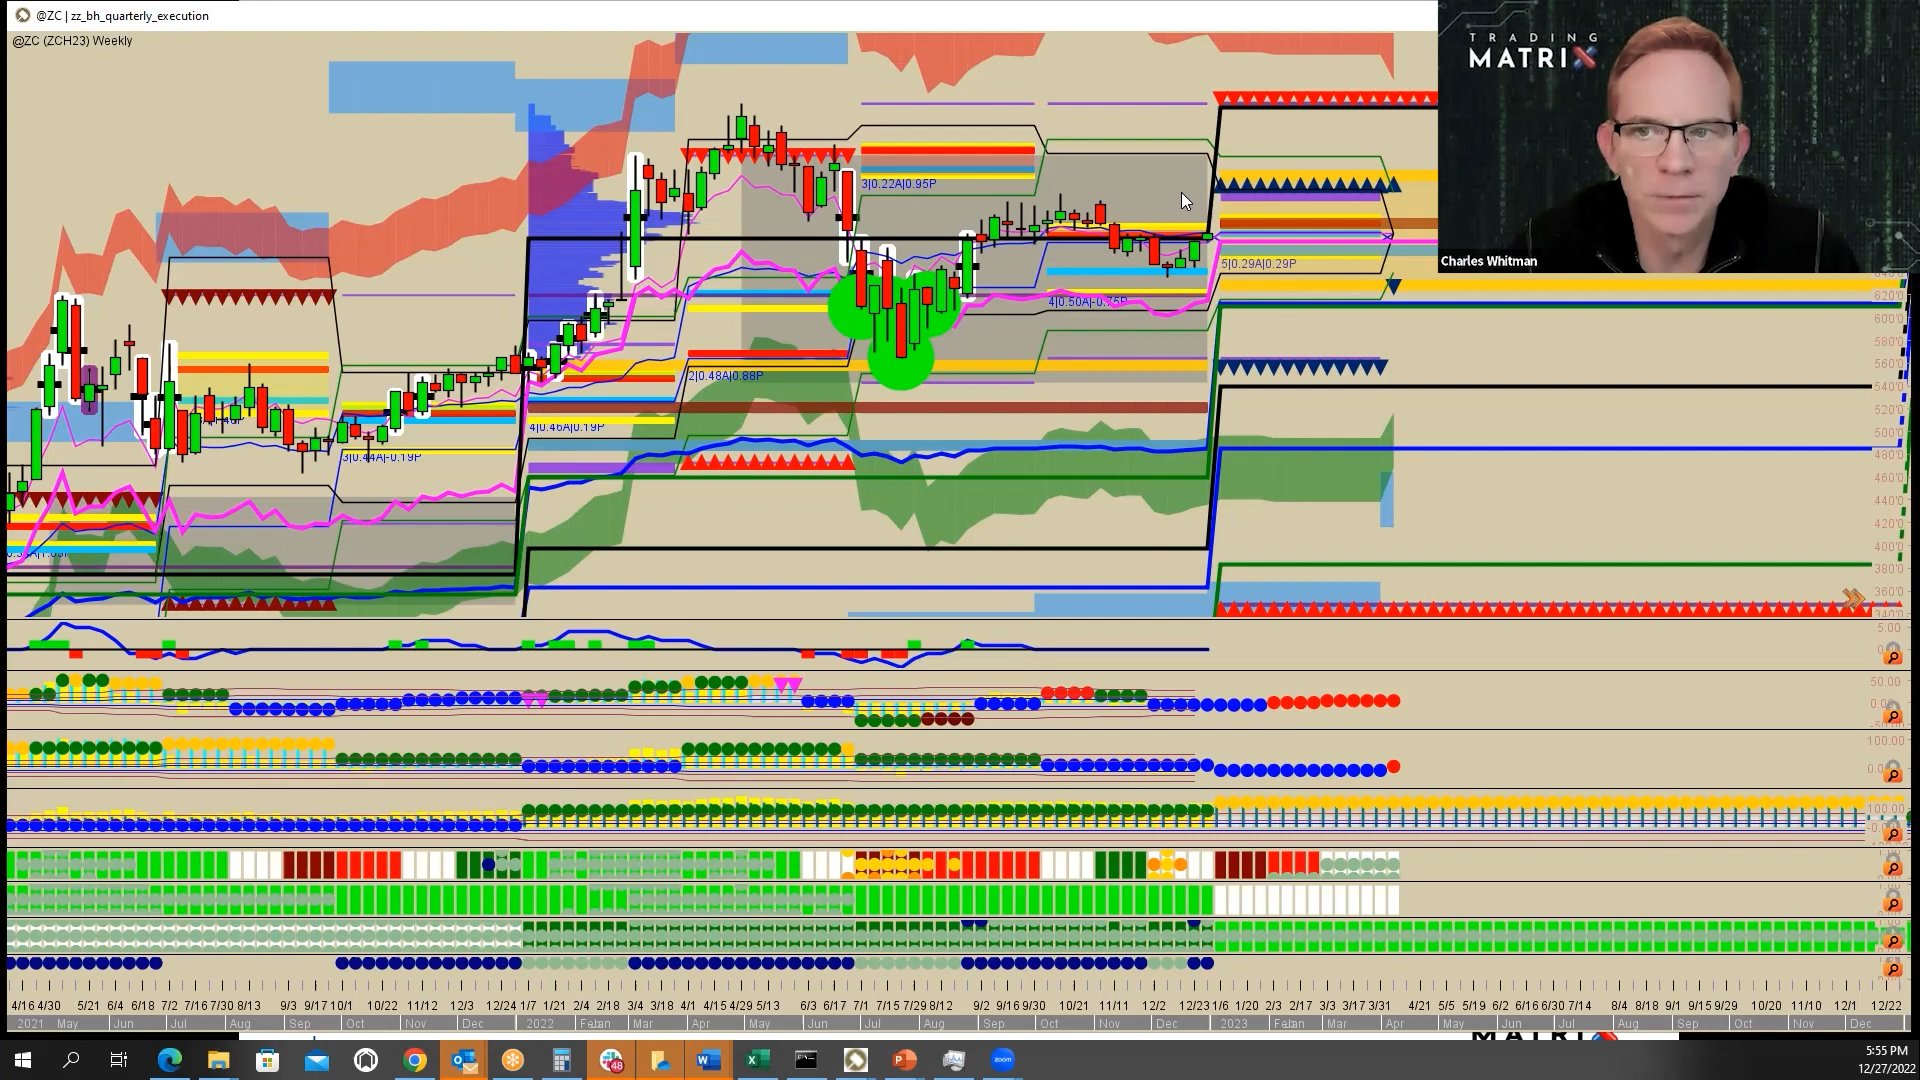 @ZC | zz_bh_quarterly_execution
@ZC (ZCH23) Weekly
TRADING
MATRIX
Charles Whitman
3|0.22A|0.95P
5|0.29A|0.29P
4|0.50A|-0.75P
2|0.48A|0.88P
4|0.46A|0.19P
3|0.44A|-0.19P
620'0
600'0
580'0
560'0
540'0
520'0
500'0
480'0
460'0
440'0
420'0
400'0
380'0
360'0
340'0
5.00
50.00
0.00
100.00
0.00
100.00
4/16 4/30 5/21 6/4 6/18 7/2 7/16 7/30 8/13 9/3 9/17 10/1 10/22 11/12 12/3 12/24 1/7 1/21 2/4 2/18 3/4 3/18 4/1 4/15 4/29 5/13 6/3 6/17 7/1 7/15 7/29 8/12 9/2 9/16 9/30 10/21 11/11 12/2 12/23 1/6 1/20 2/3 2/17 3/3 3/17 3/31 4/21 5/5 5/19 6/2 6/16 6/30 7/14 8/4 8/18 9/1 9/15 9/29 10/20 11/10 12/1 12/22
2021 May Jun Jul Aug Sep Oct Nov Dec 2022 Feb Mar Apr May Jun Jul Aug Sep Oct Nov Dec 2023 Feb Mar Apr May Jun Jul Aug Sep Oct Nov Dec
48
zoom
5:55 PM
12/27/2022